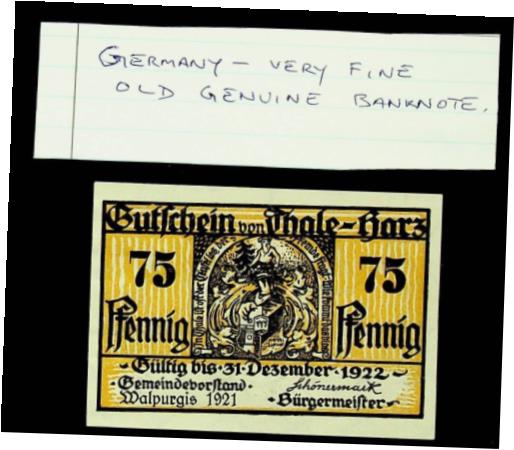 GERMANY - VERY FINE
OLD GENUINE BANKNOTE.
Gutschein von Thale-Harz
75 75
Pfennig Pfennig
Gültig bis 31 Dezember 1922
Gemeindevorstand Schönermark
Walpurgis 1921 Bürgermeister